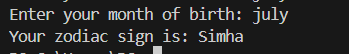 Enter your month of birth: july
Your zodiac sign is: Simha